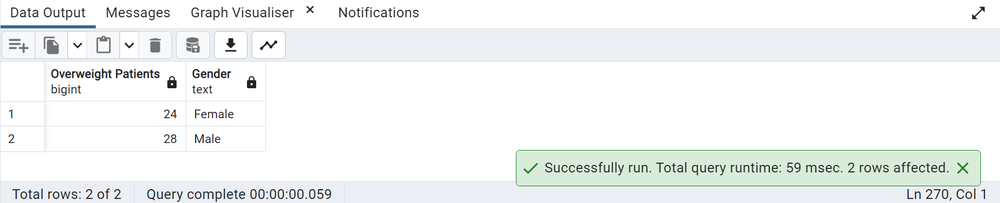 Data Output Messages Graph Visualiser × Notifications
Overweight Patients Gender
bigint text
1 24 Female
2 28 Male
Successfully run. Total query runtime: 59 msec. 2 rows affected.
Total rows: 2 of 2 Query complete 00:00:00.059 Ln 270, Col 1